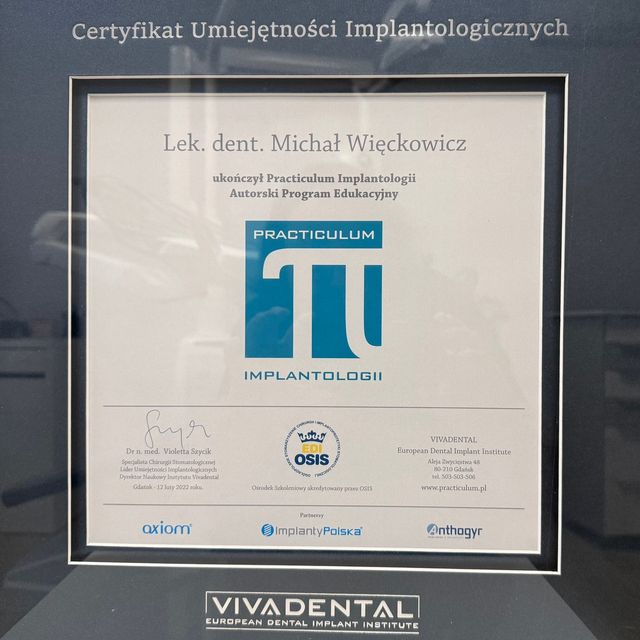 Certyfikat Umiejętności Implantologicznych
Lek. dent. Michał Więckowicz
ukończył Practiculum Implantologii
Autorski Program Edukacyjny
PRACTICULUM
IMPLANTOLOGII
Dr n. med. Violetta Szycik
Specjalista Chirurgii Stomatologicznej
Lider Umiejętności Implantologicznych
Dyrektor Naukowy Instytutu Vivadental
Gdańsk - 12 luty 2022 roku.
EDI
OSIS
Ośrodek Szkoleniowy akredytowany przez OSIS
VIVADENTAL
European Dental Implant Institute
Aleja Zwycięstwa 48
80-210 Gdańsk
tel. 503-503-506
www.practiculum.pl
Partnerzy
axiom®
ImplantyPolska®
Anthogyr
VIVADENTAL
EUROPEAN DENTAL IMPLANT INSTITUTE